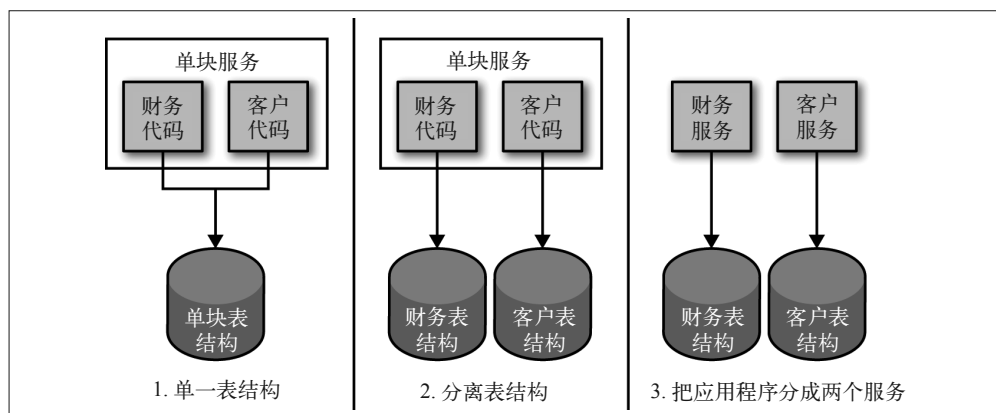 单块服务
财务
代码
客户
代码
单块表
结构
1. 单一表结构
单块服务
财务
代码
客户
代码
财务表
结构
客户表
结构
2. 分离表结构
财务
服务
客户
服务
财务表
结构
客户表
结构
3. 把应用程序分成两个服务